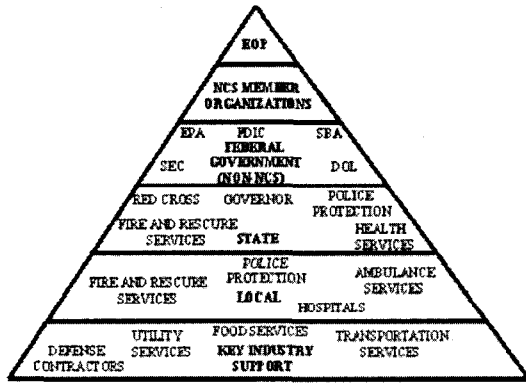 EOP
NCS MEMBER
ORGANIZATIONS
EPA FDIC SBA
FEDERAL
GOVERNMENT
(NON-NCS)
SEC DOL
RED CROSS GOVERNOR POLICE
PROTECTION
FIRE AND RESCURE
SERVICES STATE HEALTH
SERVICES
POLICE
PROTECTION
FIRE AND RESCURE
SERVICES LOCAL AMBULANCE
SERVICES
HOSPITALS
UTILITY
SERVICES FOOD SERVICES TRANSPORTATION
SERVICES
DEFENSE
CONTRACTORS KEY INDUSTRY
SUPPORT